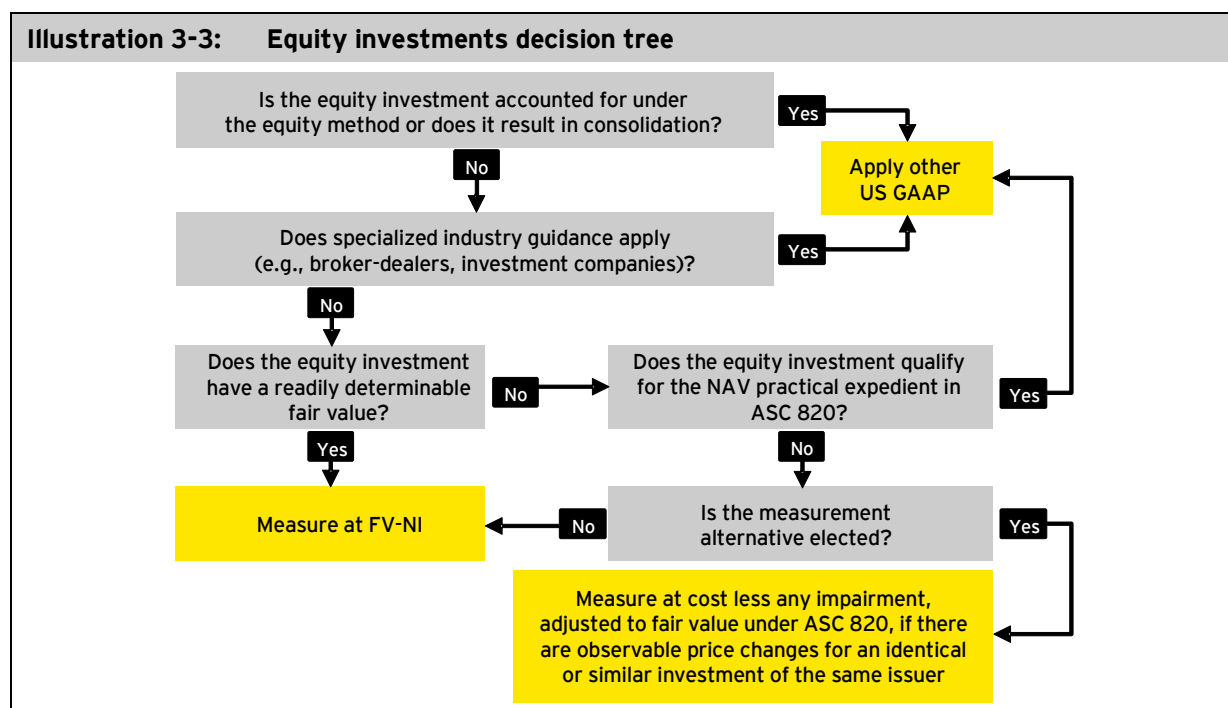 Illustration 3-3: Equity investments decision tree
Is the equity investment accounted for under
the equity method or does it result in consolidation?
Yes
No
Apply other
US GAAP
Does specialized industry guidance apply
(e.g., broker-dealers, investment companies)?
Yes
No
Does the equity investment
have a readily determinable
fair value?
No
Does the equity investment qualify
for the NAV practical expedient in
ASC 820?
Yes
Yes
No
Measure at FV-NI
No
Is the measurement
alternative elected?
Yes
Measure at cost less any impairment,
adjusted to fair value under ASC 820, if there
are observable price changes for an identical
or similar investment of the same issuer